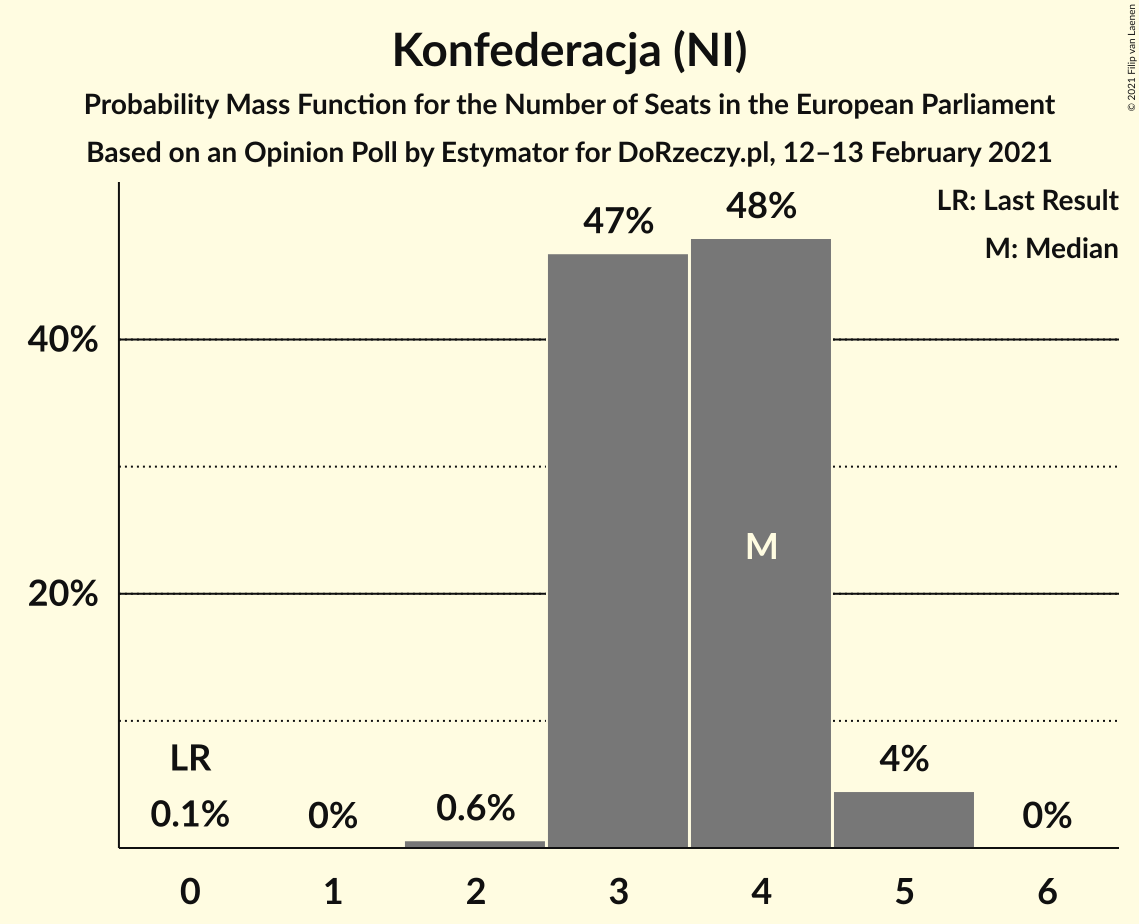 Konfederacja (NI)
Probability Mass Function for the Number of Seats in the European Parliament
Based on an Opinion Poll by Estymator for DoRzeczy.pl, 12–13 February 2021
© 2021 Filip van Laenen
LR: Last Result
M: Median
47%
48%
40%
M
20%
LR
0.1%
0%
0.6%
4%
0%
0 1 2 3 4 5 6